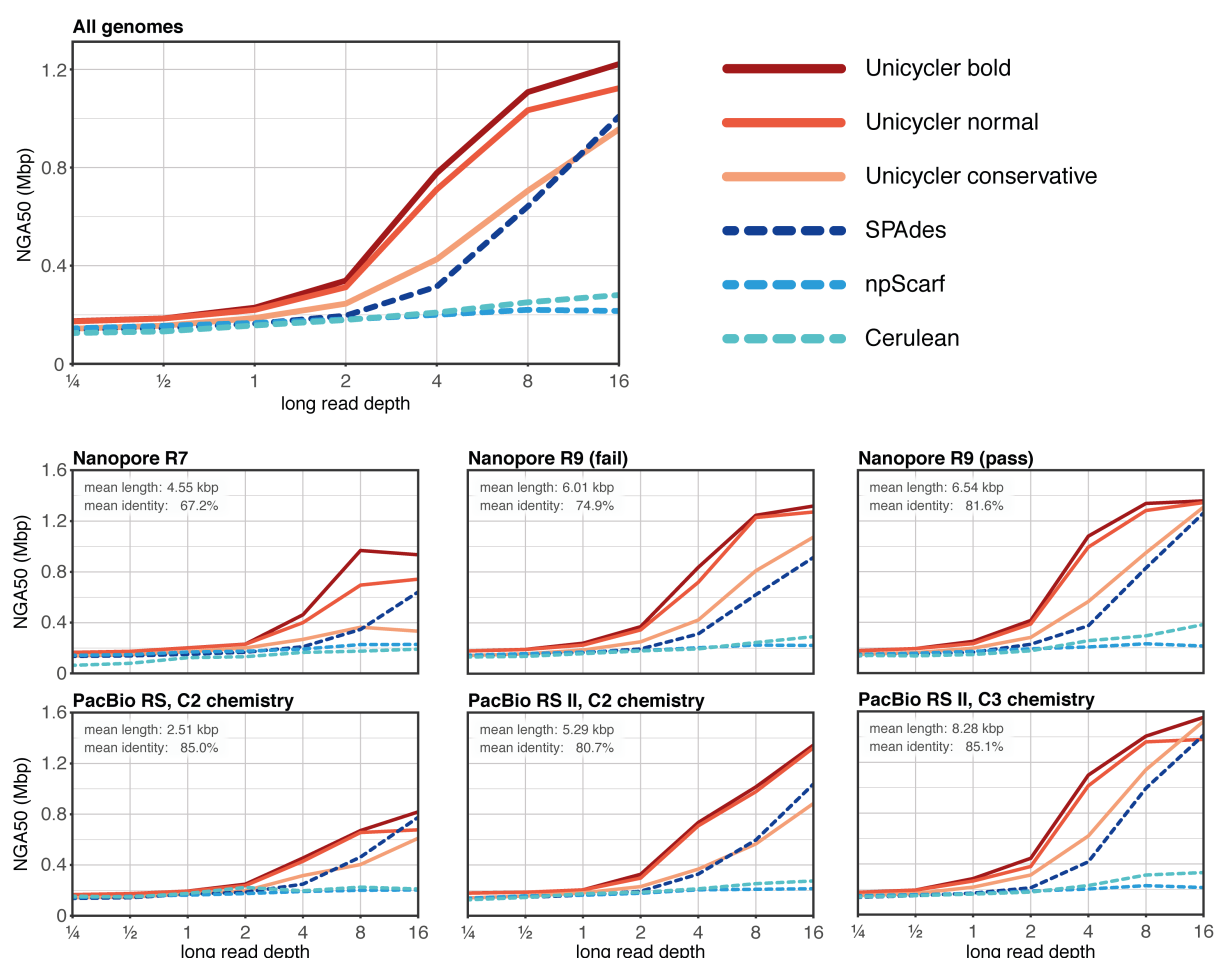 All genomes
1.2
0.8
0.4
0
NGA50 (Mbp)
¼ ½ 1 2 4 8 16
long read depth
Unicycler bold
Unicycler normal
Unicycler conservative
SPAdes
npScarf
Cerulean
Nanopore R7
mean length: 4.55 kbp
mean identity: 67.2%
1.6
1.2
0.8
0.4
0
NGA50 (Mbp)
Nanopore R9 (fail)
mean length: 6.01 kbp
mean identity: 74.9%
Nanopore R9 (pass)
mean length: 6.54 kbp
mean identity: 81.6%
PacBio RS, C2 chemistry
mean length: 2.51 kbp
mean identity: 85.0%
1.6
1.2
0.8
0.4
0
NGA50 (Mbp)
¼ ½ 1 2 4 8 16
long read depth
PacBio RS II, C2 chemistry
mean length: 5.29 kbp
mean identity: 80.7%
¼ ½ 1 2 4 8 16
long read depth
PacBio RS II, C3 chemistry
mean length: 8.28 kbp
mean identity: 85.1%
¼ ½ 1 2 4 8 16
long read depth